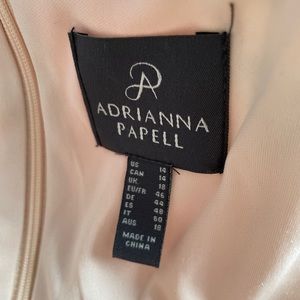 ADRIANNA
PAPELL
US 14
CAN 14
UK 18
EU/FR 46
DE 44
ES 48
IT 50
AUS 18
MADE IN
CHINA